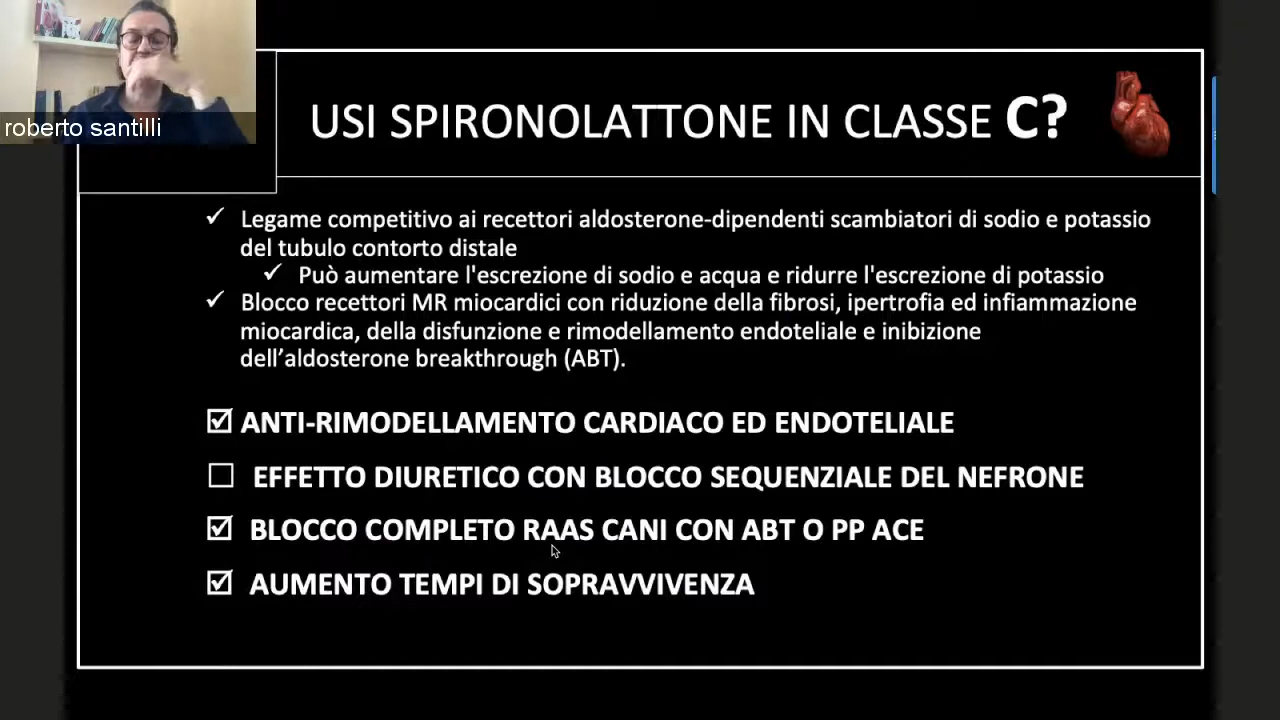 roberto santilli
USI SPIRONOLATTONE IN CLASSE C?
Legame competitivo ai recettori aldosterone-dipendenti scambiatori di sodio e potassio
del tubulo contorto distale
Può aumentare l'escrezione di sodio e acqua e ridurre l'escrezione di potassio
Blocco recettori MR miocardici con riduzione della fibrosi, ipertrofia ed infiammazione
miocardica, della disfunzione e rimodellamento endoteliale e inibizione
dell’aldosterone breakthrough (ABT).
ANTI-RIMODELLAMENTO CARDIACO ED ENDOTELIALE
EFFETTO DIURETICO CON BLOCCO SEQUENZIALE DEL NEFRONE
BLOCCO COMPLETO RAAS CANI CON ABT O PP ACE
AUMENTO TEMPI DI SOPRAVVIVENZA